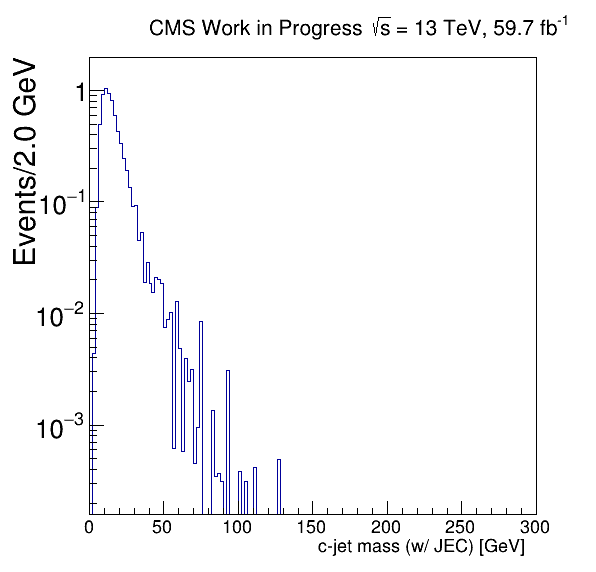 CMS Work in Progress √s = 13 TeV, 59.7 fb⁻¹
Events/2.0 GeV
1
10⁻¹
10⁻²
10⁻³
0 50 100 150 200 250 300
c-jet mass (w/ JEC) [GeV]